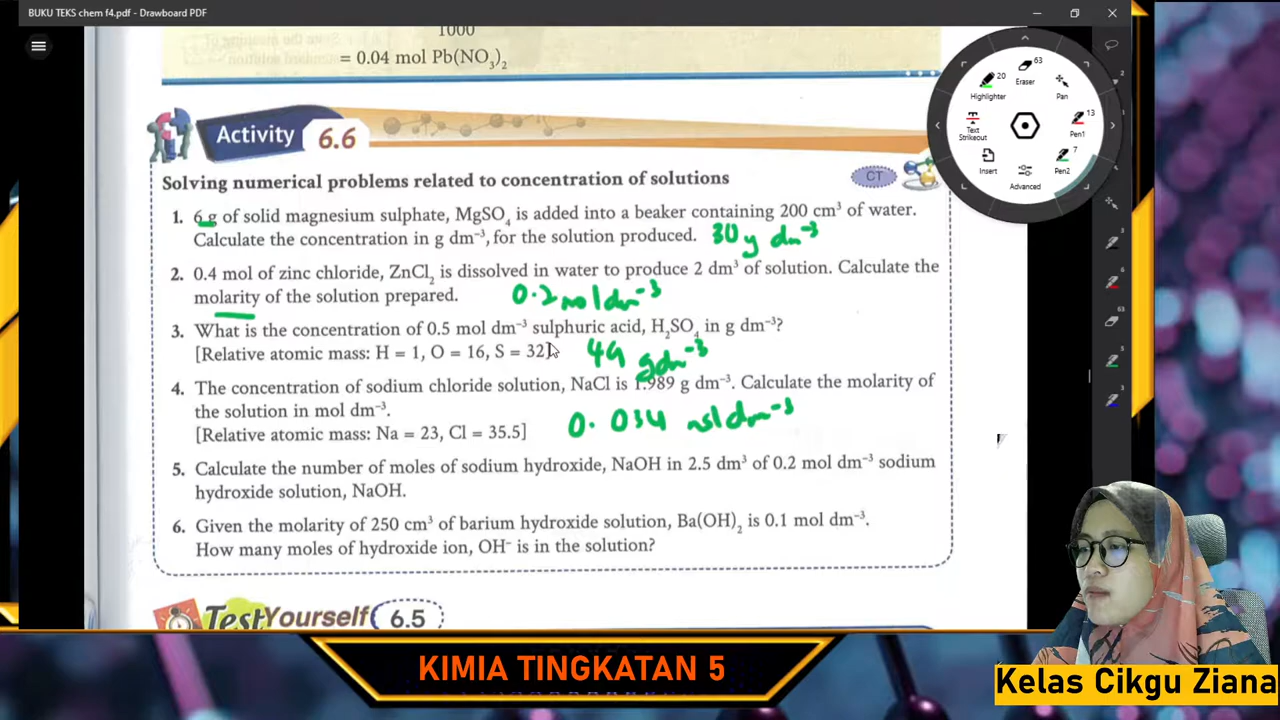 BUKU TEKS chem f4.pdf - Drawboard PDF
1000
= 0.04 mol Pb(NO₃)₂
63
Eraser
20
Highlighter
Pan
13
Text Strikeout
Pen1
Insert
7
Pen2
Advanced
Activity 6.6
Solving numerical problems related to concentration of solutions
CT
1. 6 g of solid magnesium sulphate, MgSO₄ is added into a beaker containing 200 cm³ of water.
Calculate the concentration in g dm⁻³, for the solution produced. 30 g dm⁻³
2. 0.4 mol of zinc chloride, ZnCl₂ is dissolved in water to produce 2 dm³ of solution. Calculate the
molarity of the solution prepared. 0.2 mol dm⁻³
3. What is the concentration of 0.5 mol dm⁻³ sulphuric acid, H₂SO₄ in g dm⁻³?
[Relative atomic mass: H = 1, O = 16, S = 32] 49 g dm⁻³
4. The concentration of sodium chloride solution, NaCl is 1.989 g dm⁻³. Calculate the molarity of
the solution in mol dm⁻³.
[Relative atomic mass: Na = 23, Cl = 35.5] 0.034 mol dm⁻³
5. Calculate the number of moles of sodium hydroxide, NaOH in 2.5 dm³ of 0.2 mol dm⁻³ sodium
hydroxide solution, NaOH.
6. Given the molarity of 250 cm³ of barium hydroxide solution, Ba(OH)₂ is 0.1 mol dm⁻³.
How many moles of hydroxide ion, OH⁻ is in the solution?
Test Yourself 6.5
KIMIA TINGKATAN 5
Kelas Cikgu Ziana